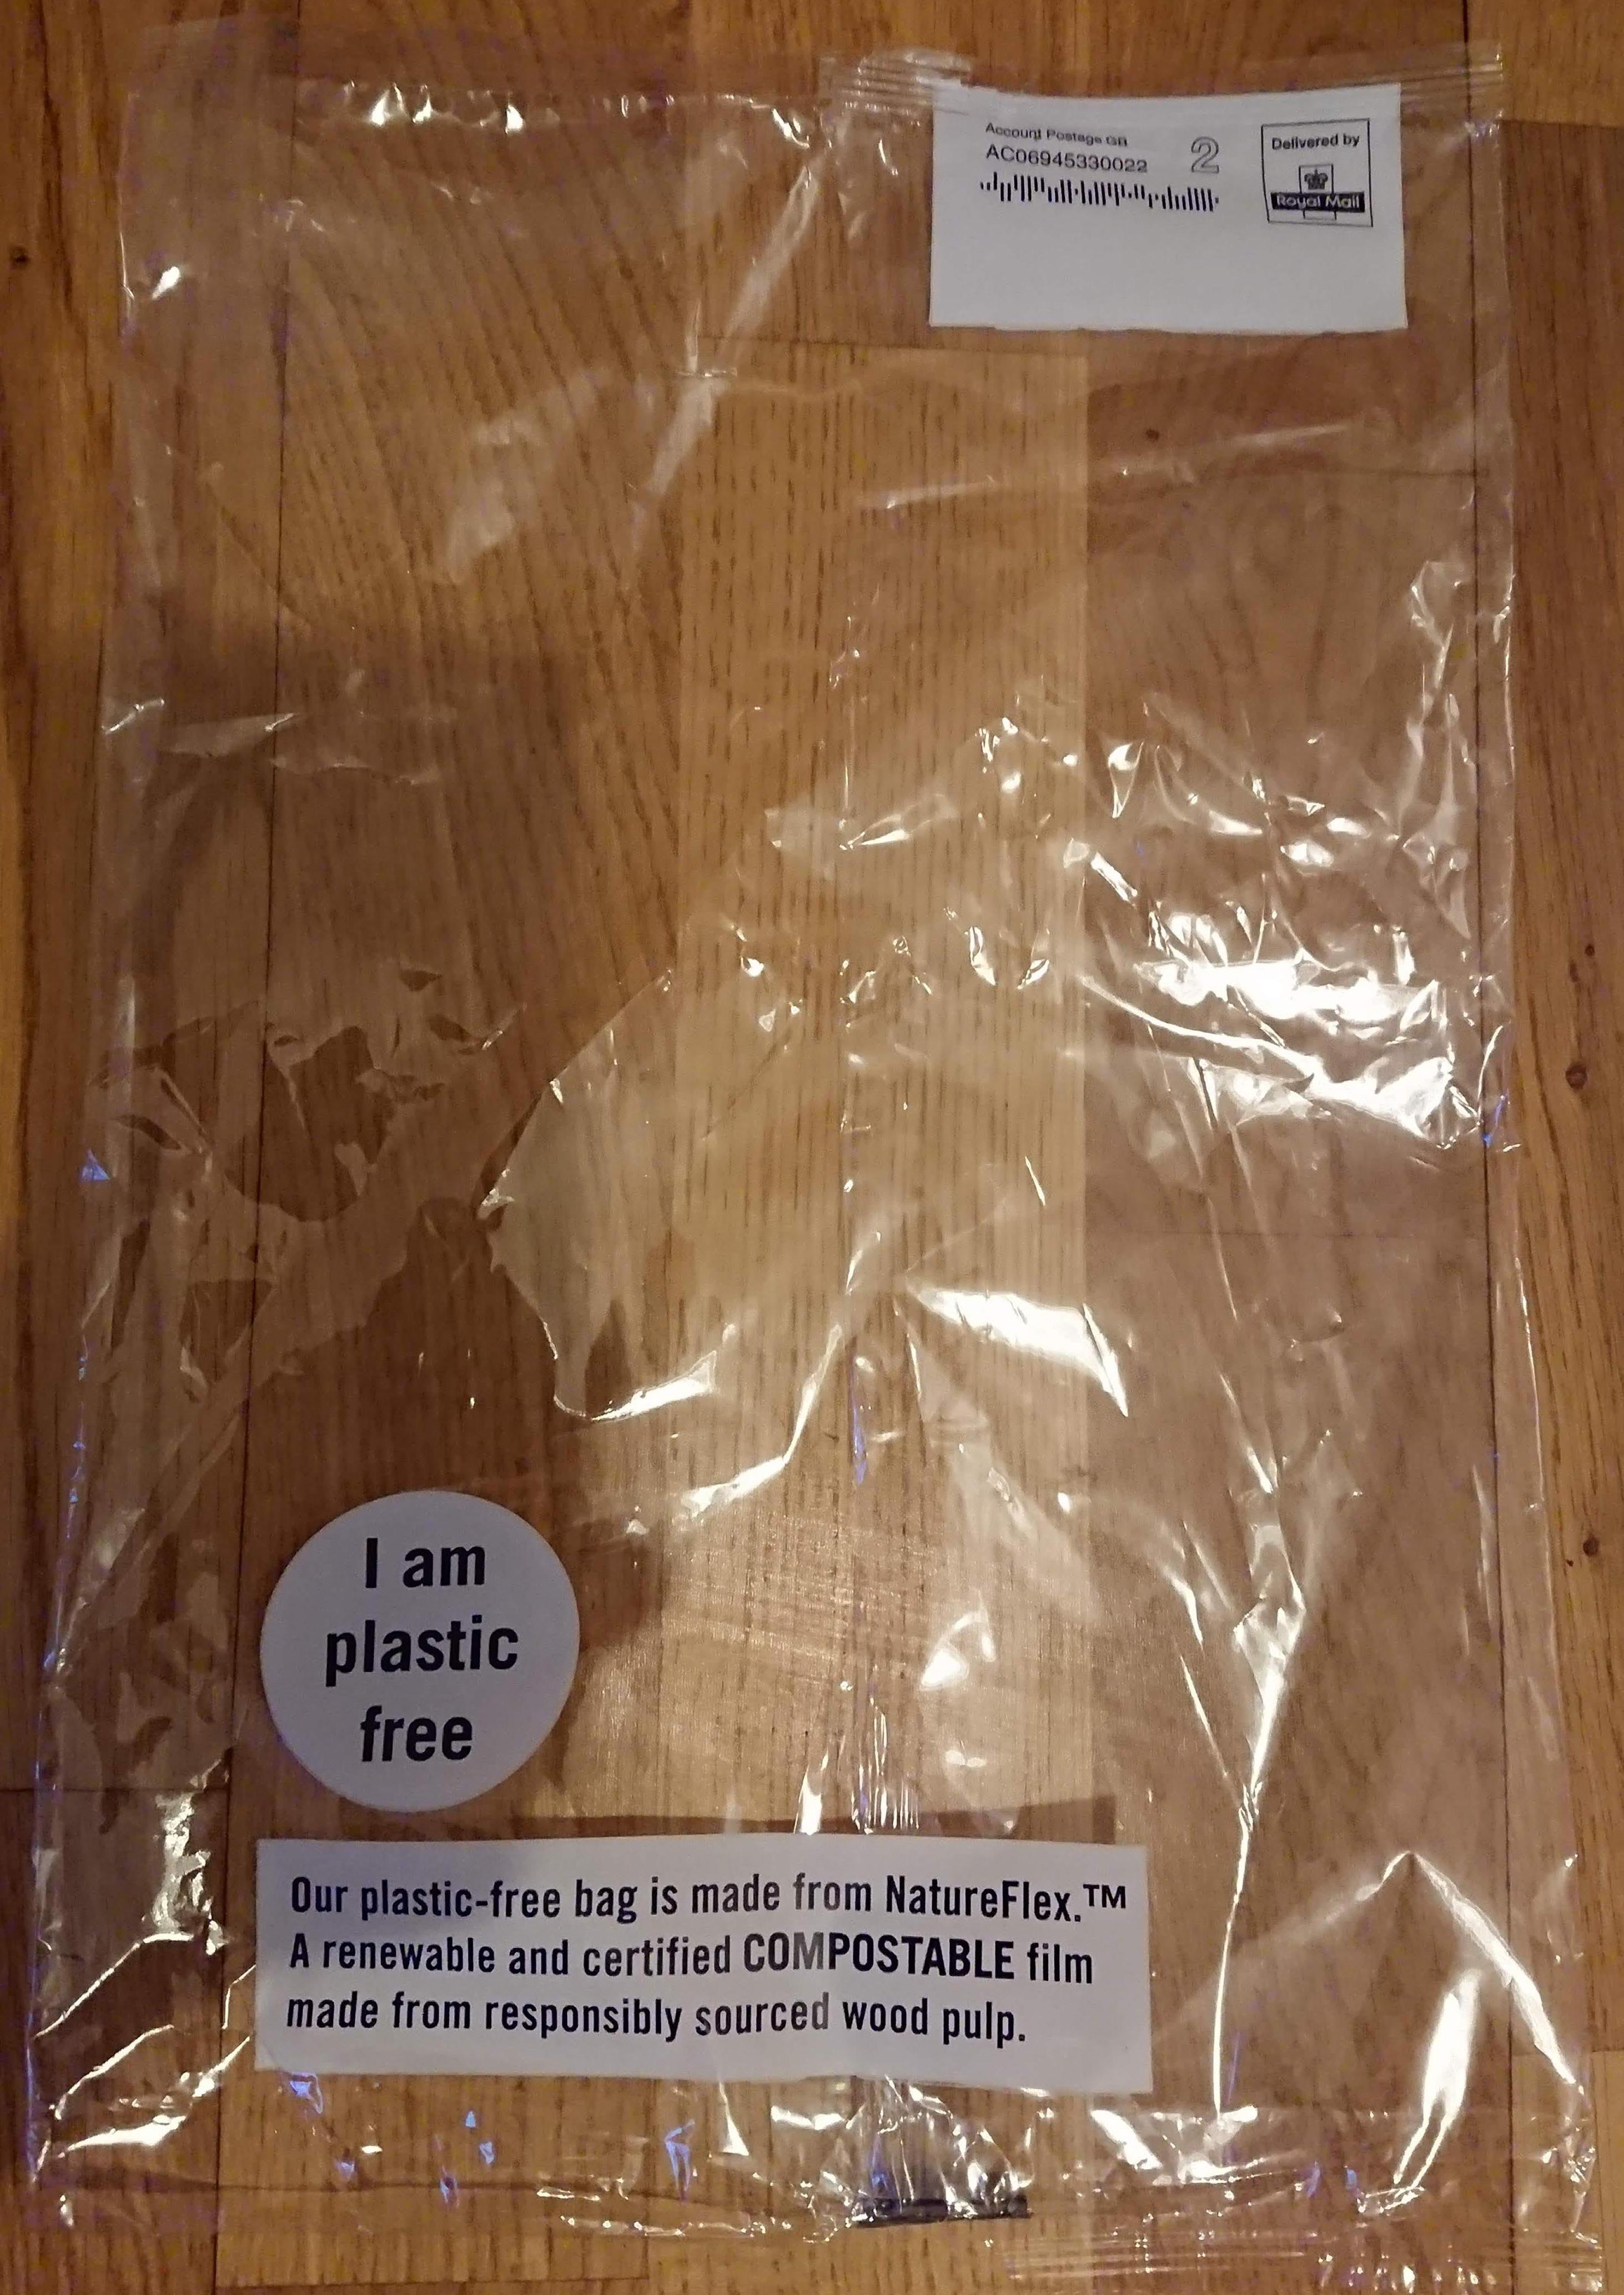 Account Postage GB
AC06945330022
2
Delivered by
Royal Mail
I am
plastic
free
Our plastic-free bag is made from NatureFlex.™
A renewable and certified COMPOSTABLE film
made from responsibly sourced wood pulp.